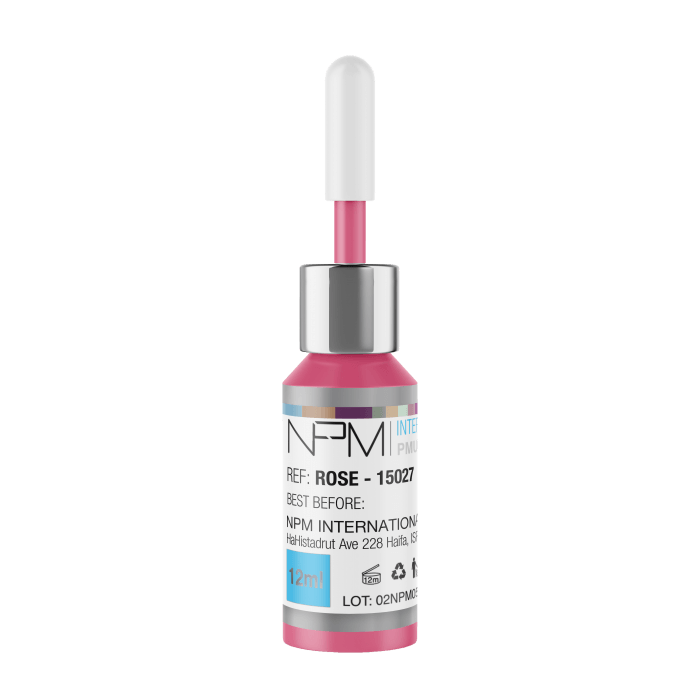 NPM INTE
PMU
REF: ROSE - 15027
BEST BEFORE:
NPM INTERNATIONA
HaHistadrut Ave 228 Haifa, IS
12ml
12m
LOT: 02NPM0